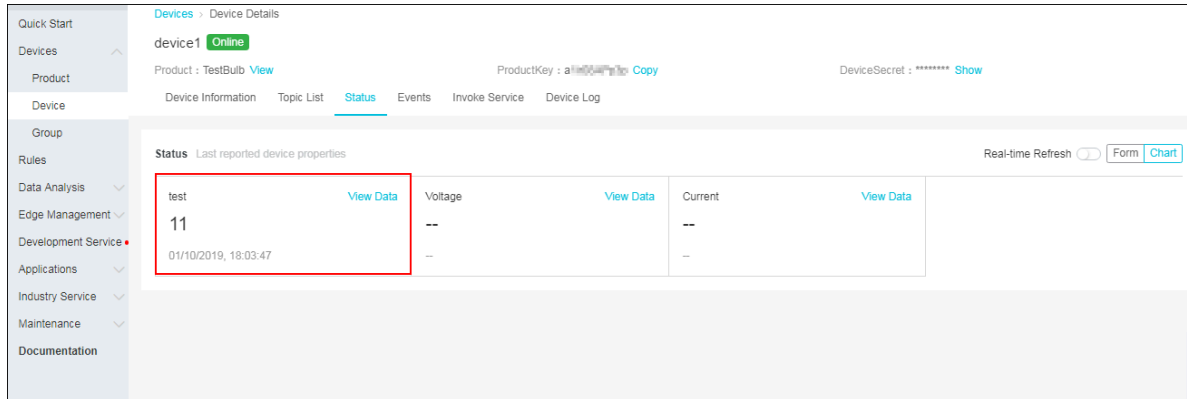 Quick Start
Devices
Product
Device
Group
Rules
Data Analysis
Edge Management
Development Service
Applications
Industry Service
Maintenance
Documentation
Devices > Device Details
device1 Online
Product : TestBulb View ProductKey : a Copy DeviceSecret : ******** Show
Device Information Topic List Status Events Invoke Service Device Log
Status Last reported device properties Real-time Refresh Form Chart
test View Data Voltage View Data Current View Data
11 -- --
01/10/2019, 18:03:47 -- --